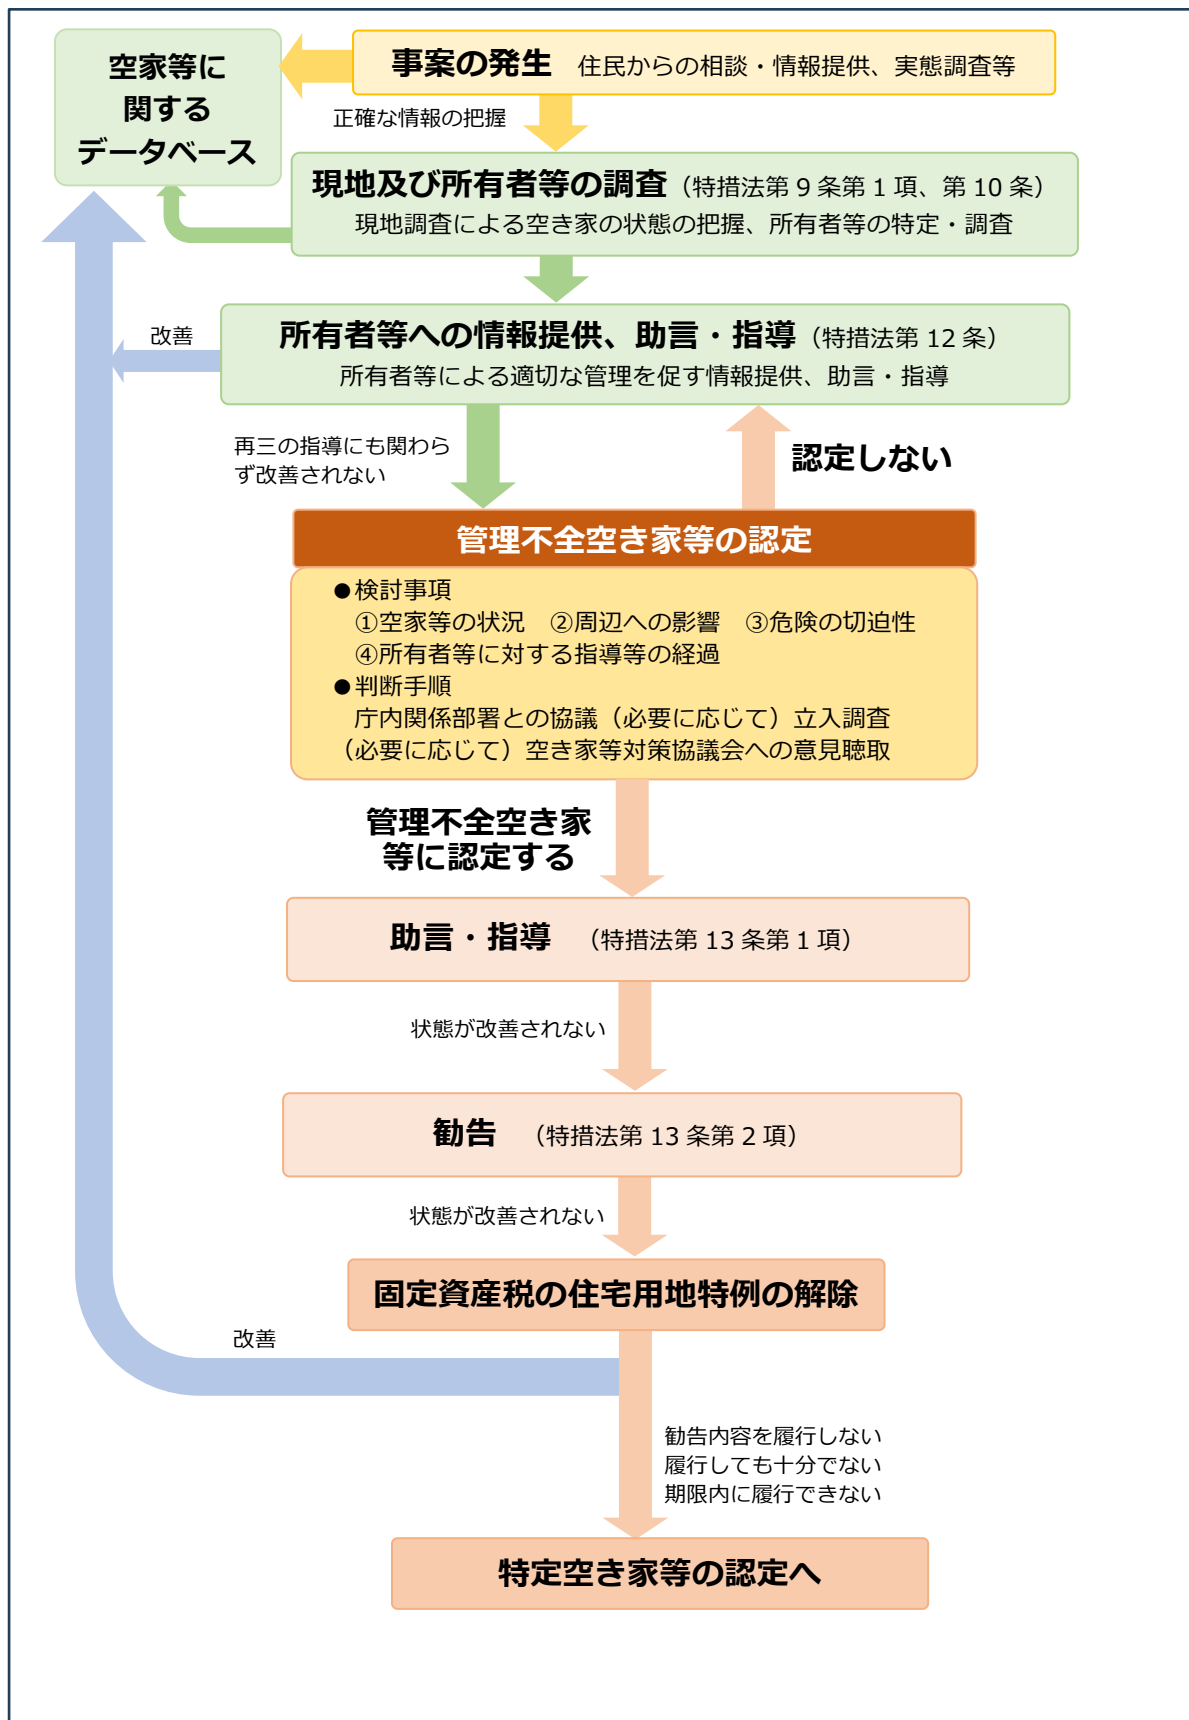 空家等に
関する
データベース
事案の発生　住民からの相談・情報提供、実態調査等
正確な情報の把握
現地及び所有者等の調査（特措法第 9 条第 1 項、第 10 条）
現地調査による空き家の状態の把握、所有者等の特定・調査
改善
所有者等への情報提供、助言・指導（特措法第 12 条）
所有者等による適切な管理を促す情報提供、助言・指導
再三の指導にも関わら
ず改善されない
認定しない
管理不全空き家等の認定
●検討事項
①空家等の状況　②周辺への影響　③危険の切迫性
④所有者等に対する指導等の経過
●判断手順
庁内関係部署との協議（必要に応じて）立入調査
（必要に応じて）空き家等対策協議会への意見聴取
管理不全空き家
等に認定する
助言・指導　（特措法第 13 条第 1 項）
状態が改善されない
勧告　（特措法第 13 条第 2 項）
状態が改善されない
固定資産税の住宅用地特例の解除
改善
勧告内容を履行しない
履行しても十分でない
期限内に履行できない
特定空き家等の認定へ